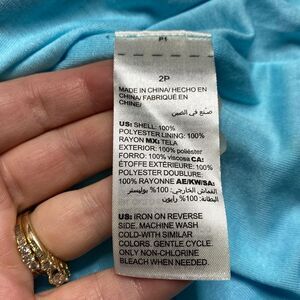 P1
2P
MADE IN CHINA/ HECHO EN
CHINA/ FABRIQUÉ EN
CHINE/
صنع في الصين
US: SHELL: 100%
POLYESTER LINING: 100%
RAYON MX: TELA
EXTERIOR: 100% poliéster
FORRO: 100% viscosa CA:
ÉTOFFE EXTÉRIEURE: 100%
POLYESTER DOUBLURE:
100% RAYONNE AE/KW/SA:
القماش الخارجي: 100% بوليستر
البطانة: 100% رايون
US: IRON ON REVERSE
SIDE. MACHINE WASH
COLD-WITH SIMILAR
COLORS. GENTLE CYCLE.
ONLY NON-CHLORINE
BLEACH WHEN NEEDED.